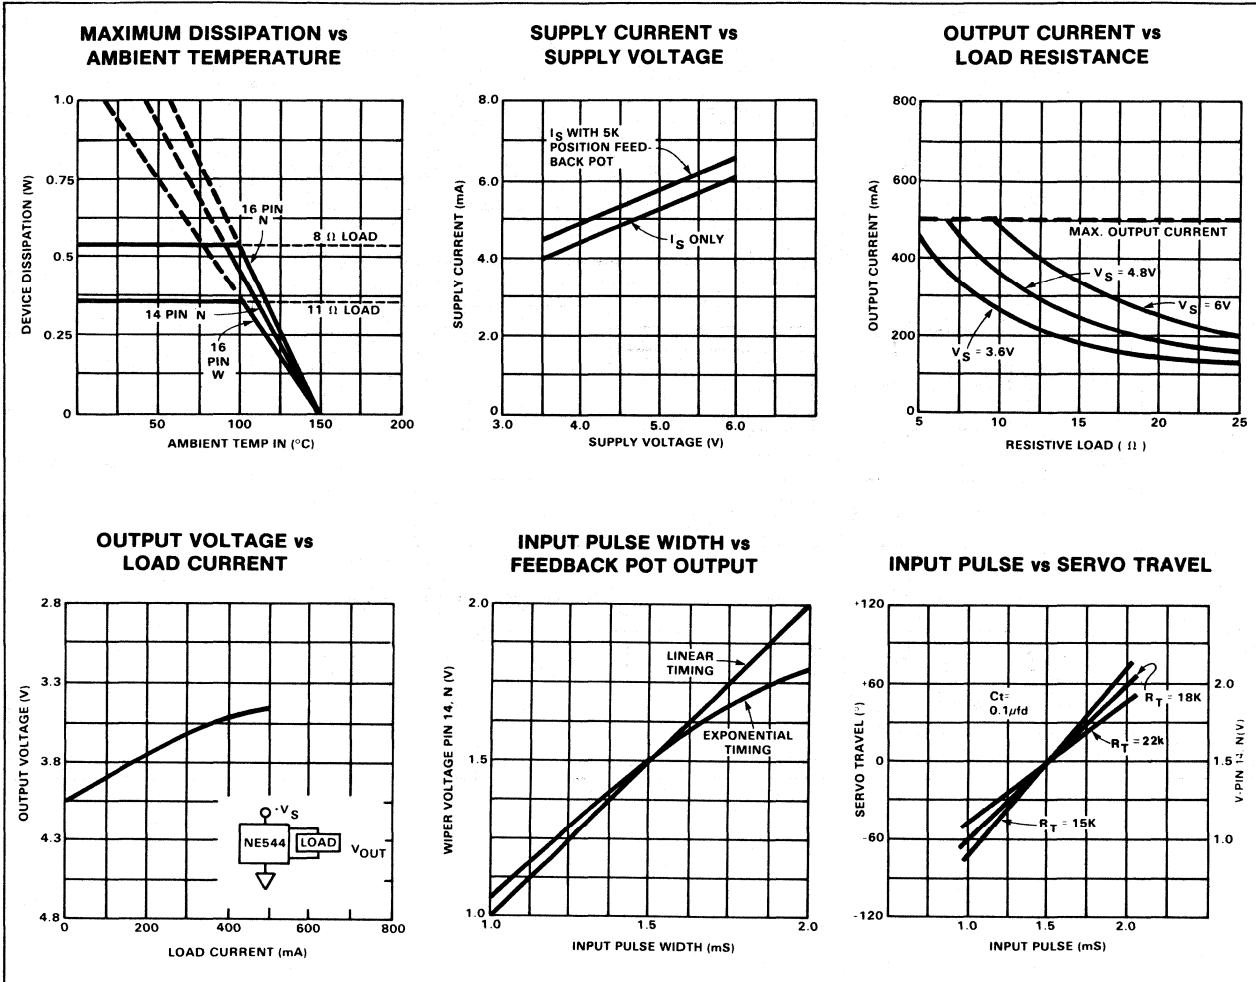 MAXIMUM DISSIPATION vs
AMBIENT TEMPERATURE
1.0
0.75
0.5
0.25
0
DEVICE DISSIPATION (W)
16 PIN
N
8 Ω LOAD
11 Ω LOAD
14 PIN N
16
PIN
W
50
100
150
200
AMBIENT TEMP IN (°C)
SUPPLY CURRENT vs
SUPPLY VOLTAGE
8.0
6.0
4.0
2.0
0
SUPPLY CURRENT (mA)
IS WITH 5K
POSITION FEED-
BACK POT
IS ONLY
3.0
4.0
5.0
6.0
SUPPLY VOLTAGE (V)
OUTPUT CURRENT vs
LOAD RESISTANCE
800
600
400
200
0
OUTPUT CURRENT (mA)
MAX. OUTPUT CURRENT
VS = 4.8V
VS = 6V
VS = 3.6V
5
10
15
20
25
RESISTIVE LOAD ( Ω )
OUTPUT VOLTAGE vs
LOAD CURRENT
2.8
3.3
3.8
4.3
4.8
OUTPUT VOLTAGE (V)
-VS
NE544
LOAD
VOUT
0
200
400
600
800
LOAD CURRENT (mA)
INPUT PULSE WIDTH vs
FEEDBACK POT OUTPUT
2.0
1.5
1.0
WIPER VOLTAGE PIN 14, N (V)
LINEAR
TIMING
EXPONENTIAL
TIMING
1.0
1.5
2.0
INPUT PULSE WIDTH (mS)
INPUT PULSE vs SERVO TRAVEL
+120
+60
0
-60
-120
SERVO TRAVEL (°)
Ct=
0.1µfd
RT = 18K
RT = 22k
RT = 15K
2.0
1.5
1.0
V-PIN 14 N(V)
1.0
1.5
2.0
INPUT PULSE (mS)